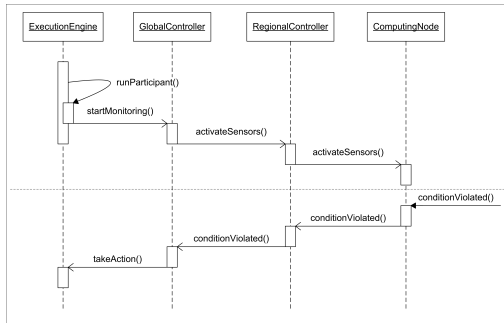 ExecutionEngine GlobalController RegionalController ComputingNode
runParticipant()
startMonitoring()
activateSensors()
activateSensors()
conditionViolated()
conditionViolated()
conditionViolated()
takeAction()